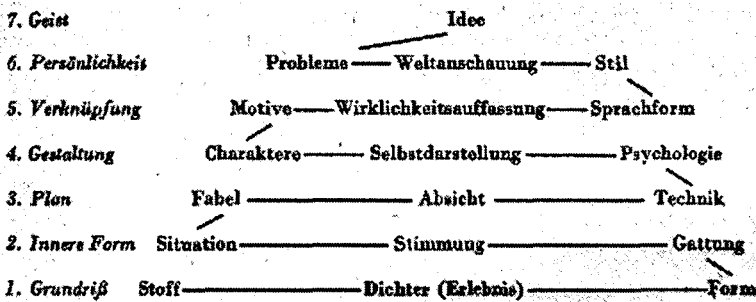 7. Geist Idee
6. Persönlichkeit Probleme Weltanschauung Stil
5. Verknüpfung Motive Wirklichkeitsauffassung Sprachform
4. Gestaltung Charaktere Selbstdarstellung Psychologie
3. Plan Fabel Absicht Technik
2. Innere Form Situation Stimmung Gattung
1. Grundriß Stoff Dichter (Erlebnis) Form